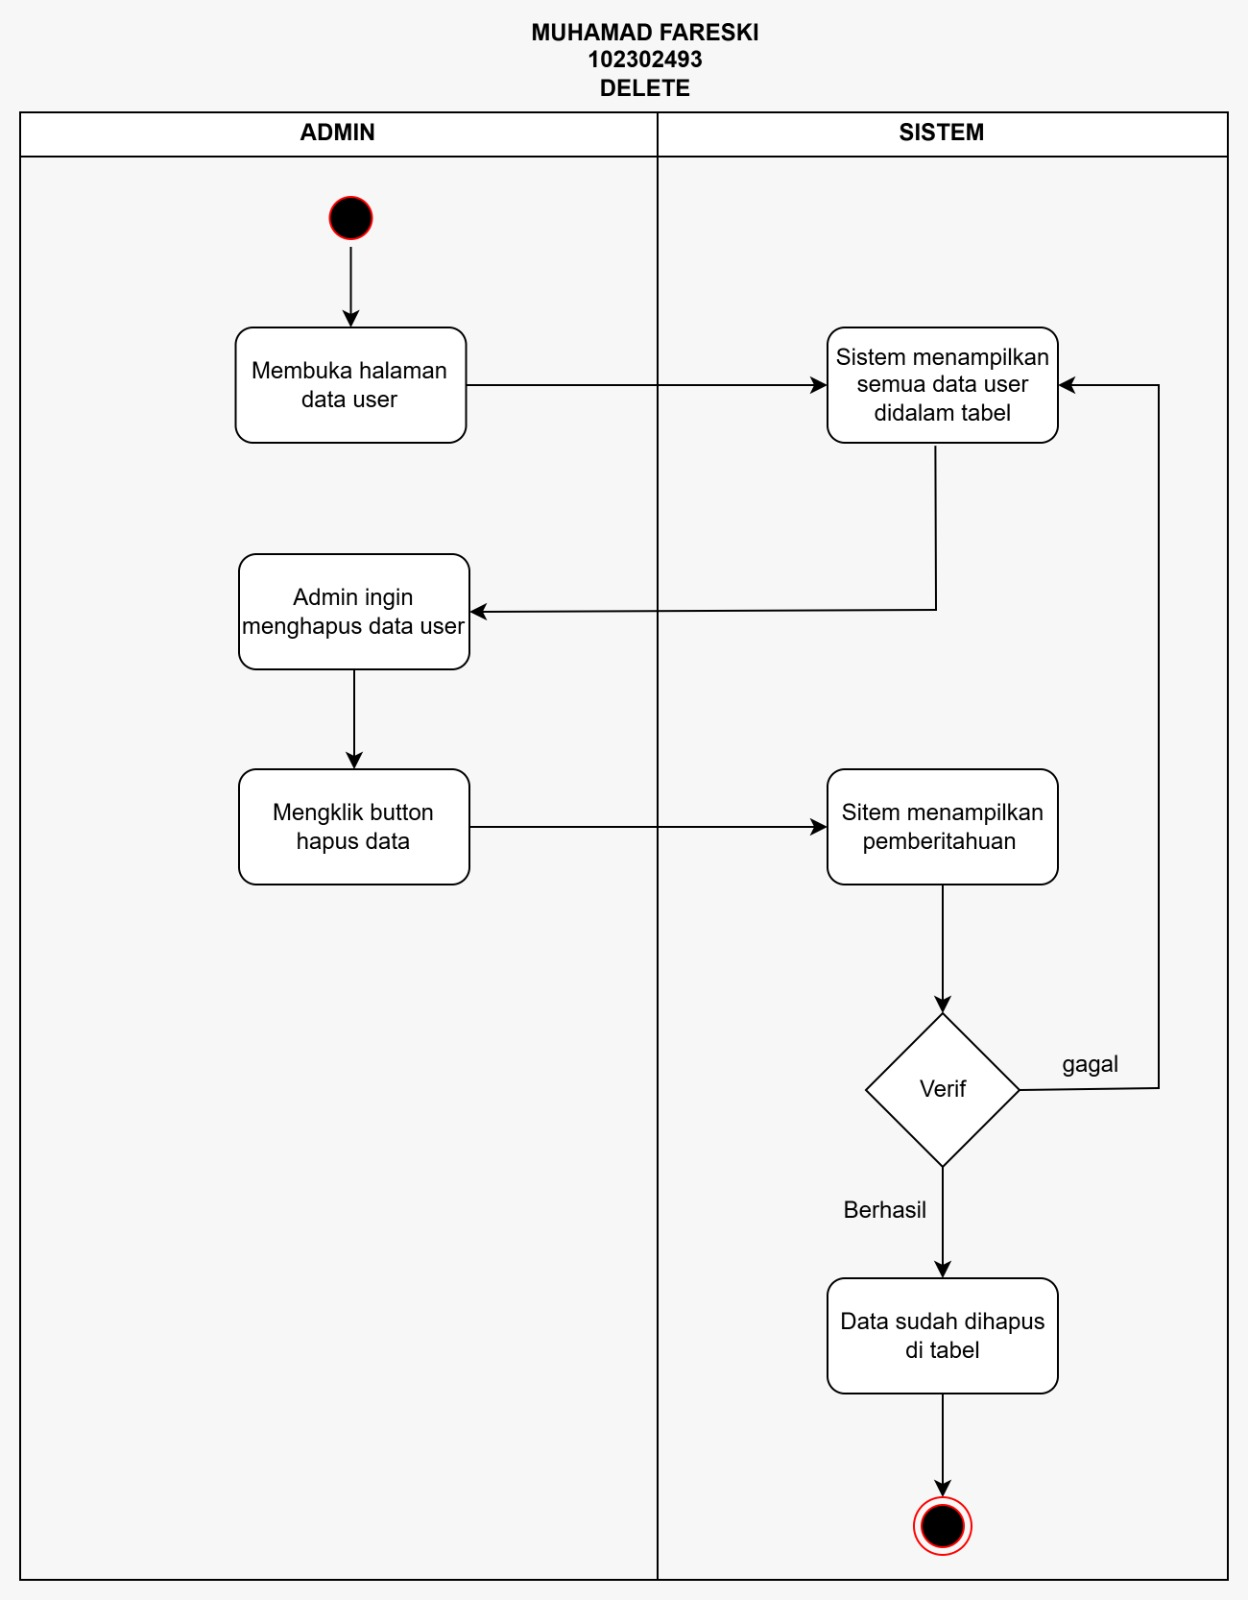 MUHAMAD FARESKI
102302493
DELETE
ADMIN
SISTEM
Membuka halaman
data user
Sistem menampilkan
semua data user
didalam tabel
Admin ingin
menghapus data user
Mengklik button
hapus data
Sitem menampilkan
pemberitahuan
Verif
gagal
Berhasil
Data sudah dihapus
di tabel